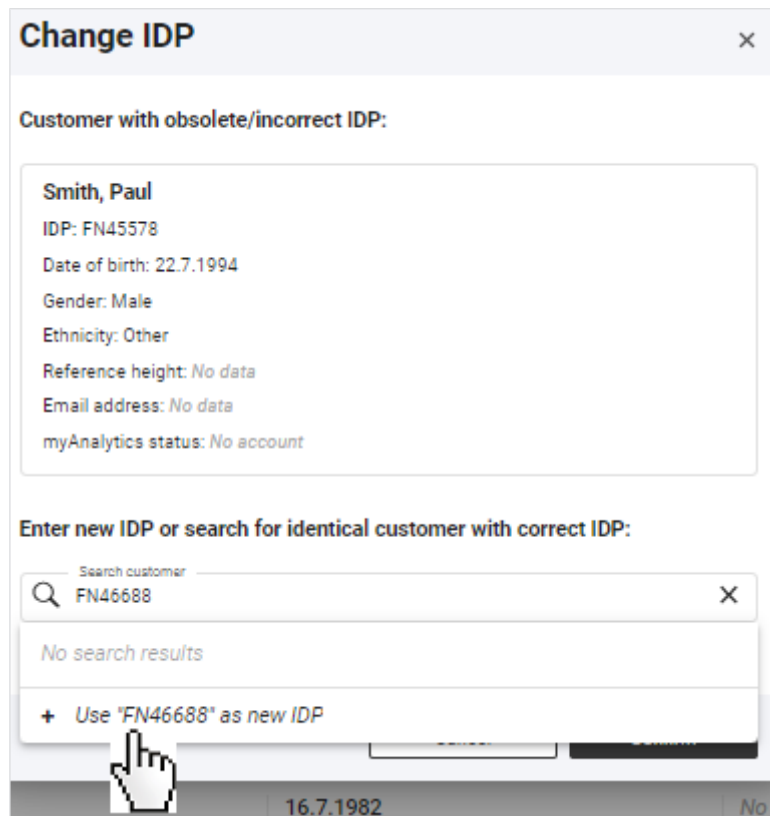 Change IDP
Customer with obsolete/incorrect IDP:
Smith, Paul
IDP: FN45578
Date of birth: 22.7.1994
Gender: Male
Ethnicity: Other
Reference height: No data
Email address: No data
myAnalytics status: No account
Enter new IDP or search for identical customer with correct IDP:
Search customer
FN46688
No search results
+ Use "FN46688" as new IDP
16.7.1982 No